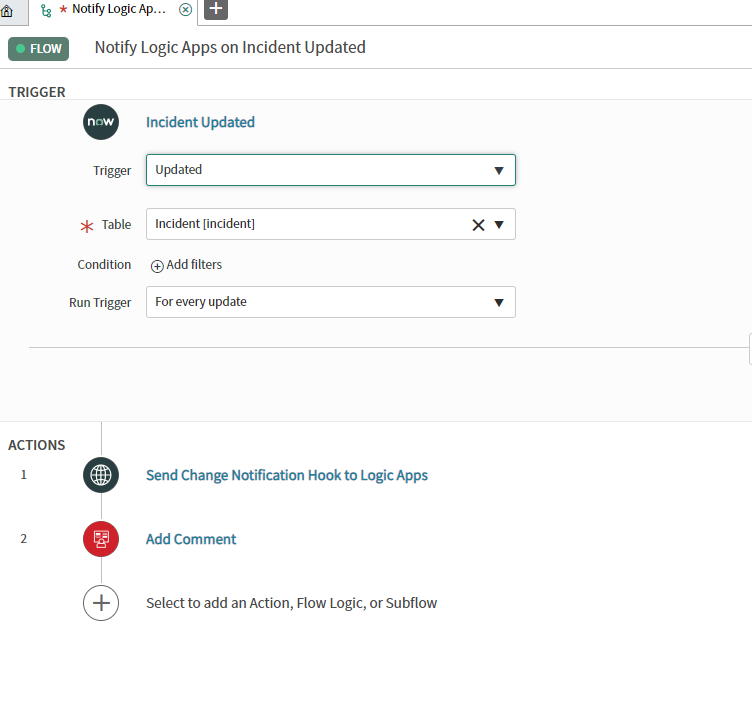 * Notify Logic Ap...
FLOW Notify Logic Apps on Incident Updated
TRIGGER
now Incident Updated
Trigger Updated
* Table Incident [incident]
Condition Add filters
Run Trigger For every update
ACTIONS
1 Send Change Notification Hook to Logic Apps
2 Add Comment
Select to add an Action, Flow Logic, or Subflow